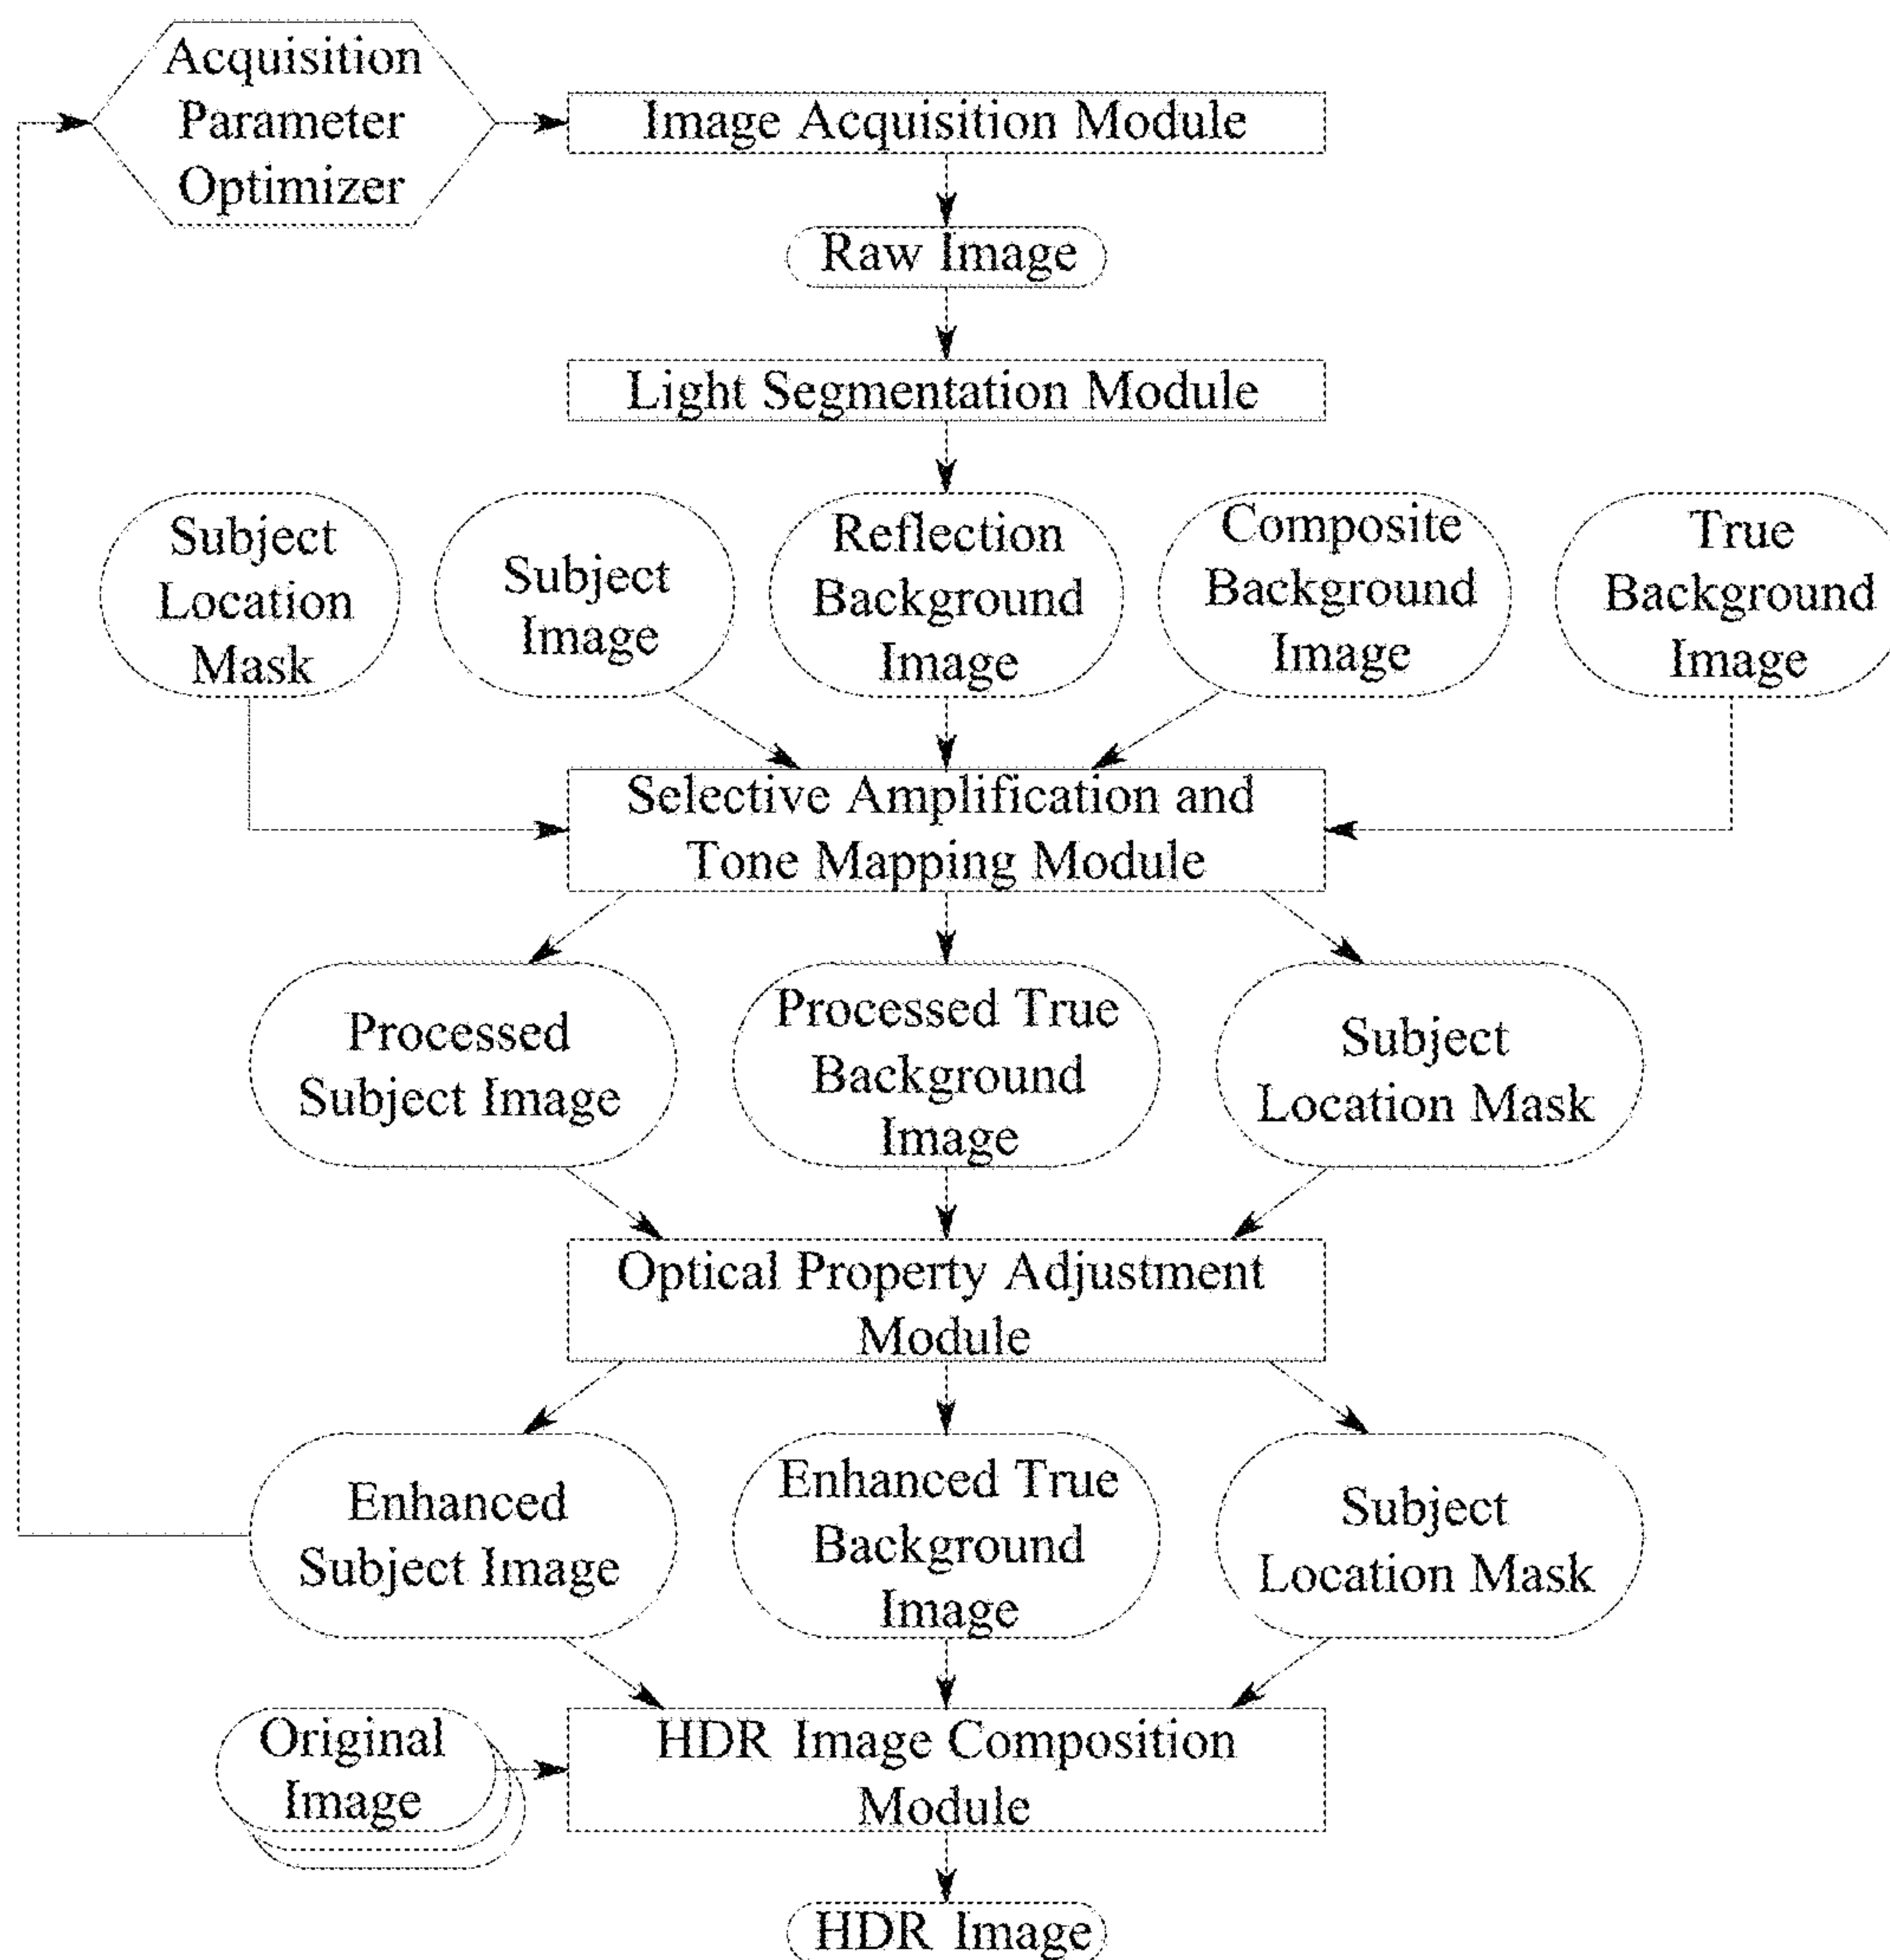 Acquisition
Parameter
Optimizer
Image Acquisition Module
Raw Image
Light Segmentation Module
Subject
Location
Mask
Subject
Image
Reflection
Background
Image
Composite
Background
Image
True
Background
Image
Selective Amplification and
Tone Mapping Module
Processed
Subject Image
Processed True
Background
Image
Subject
Location Mask
Optical Property Adjustment
Module
Enhanced
Subject Image
Enhanced True
Background
Image
Subject
Location Mask
Original
Image
HDR Image Composition
Module
HDR Image